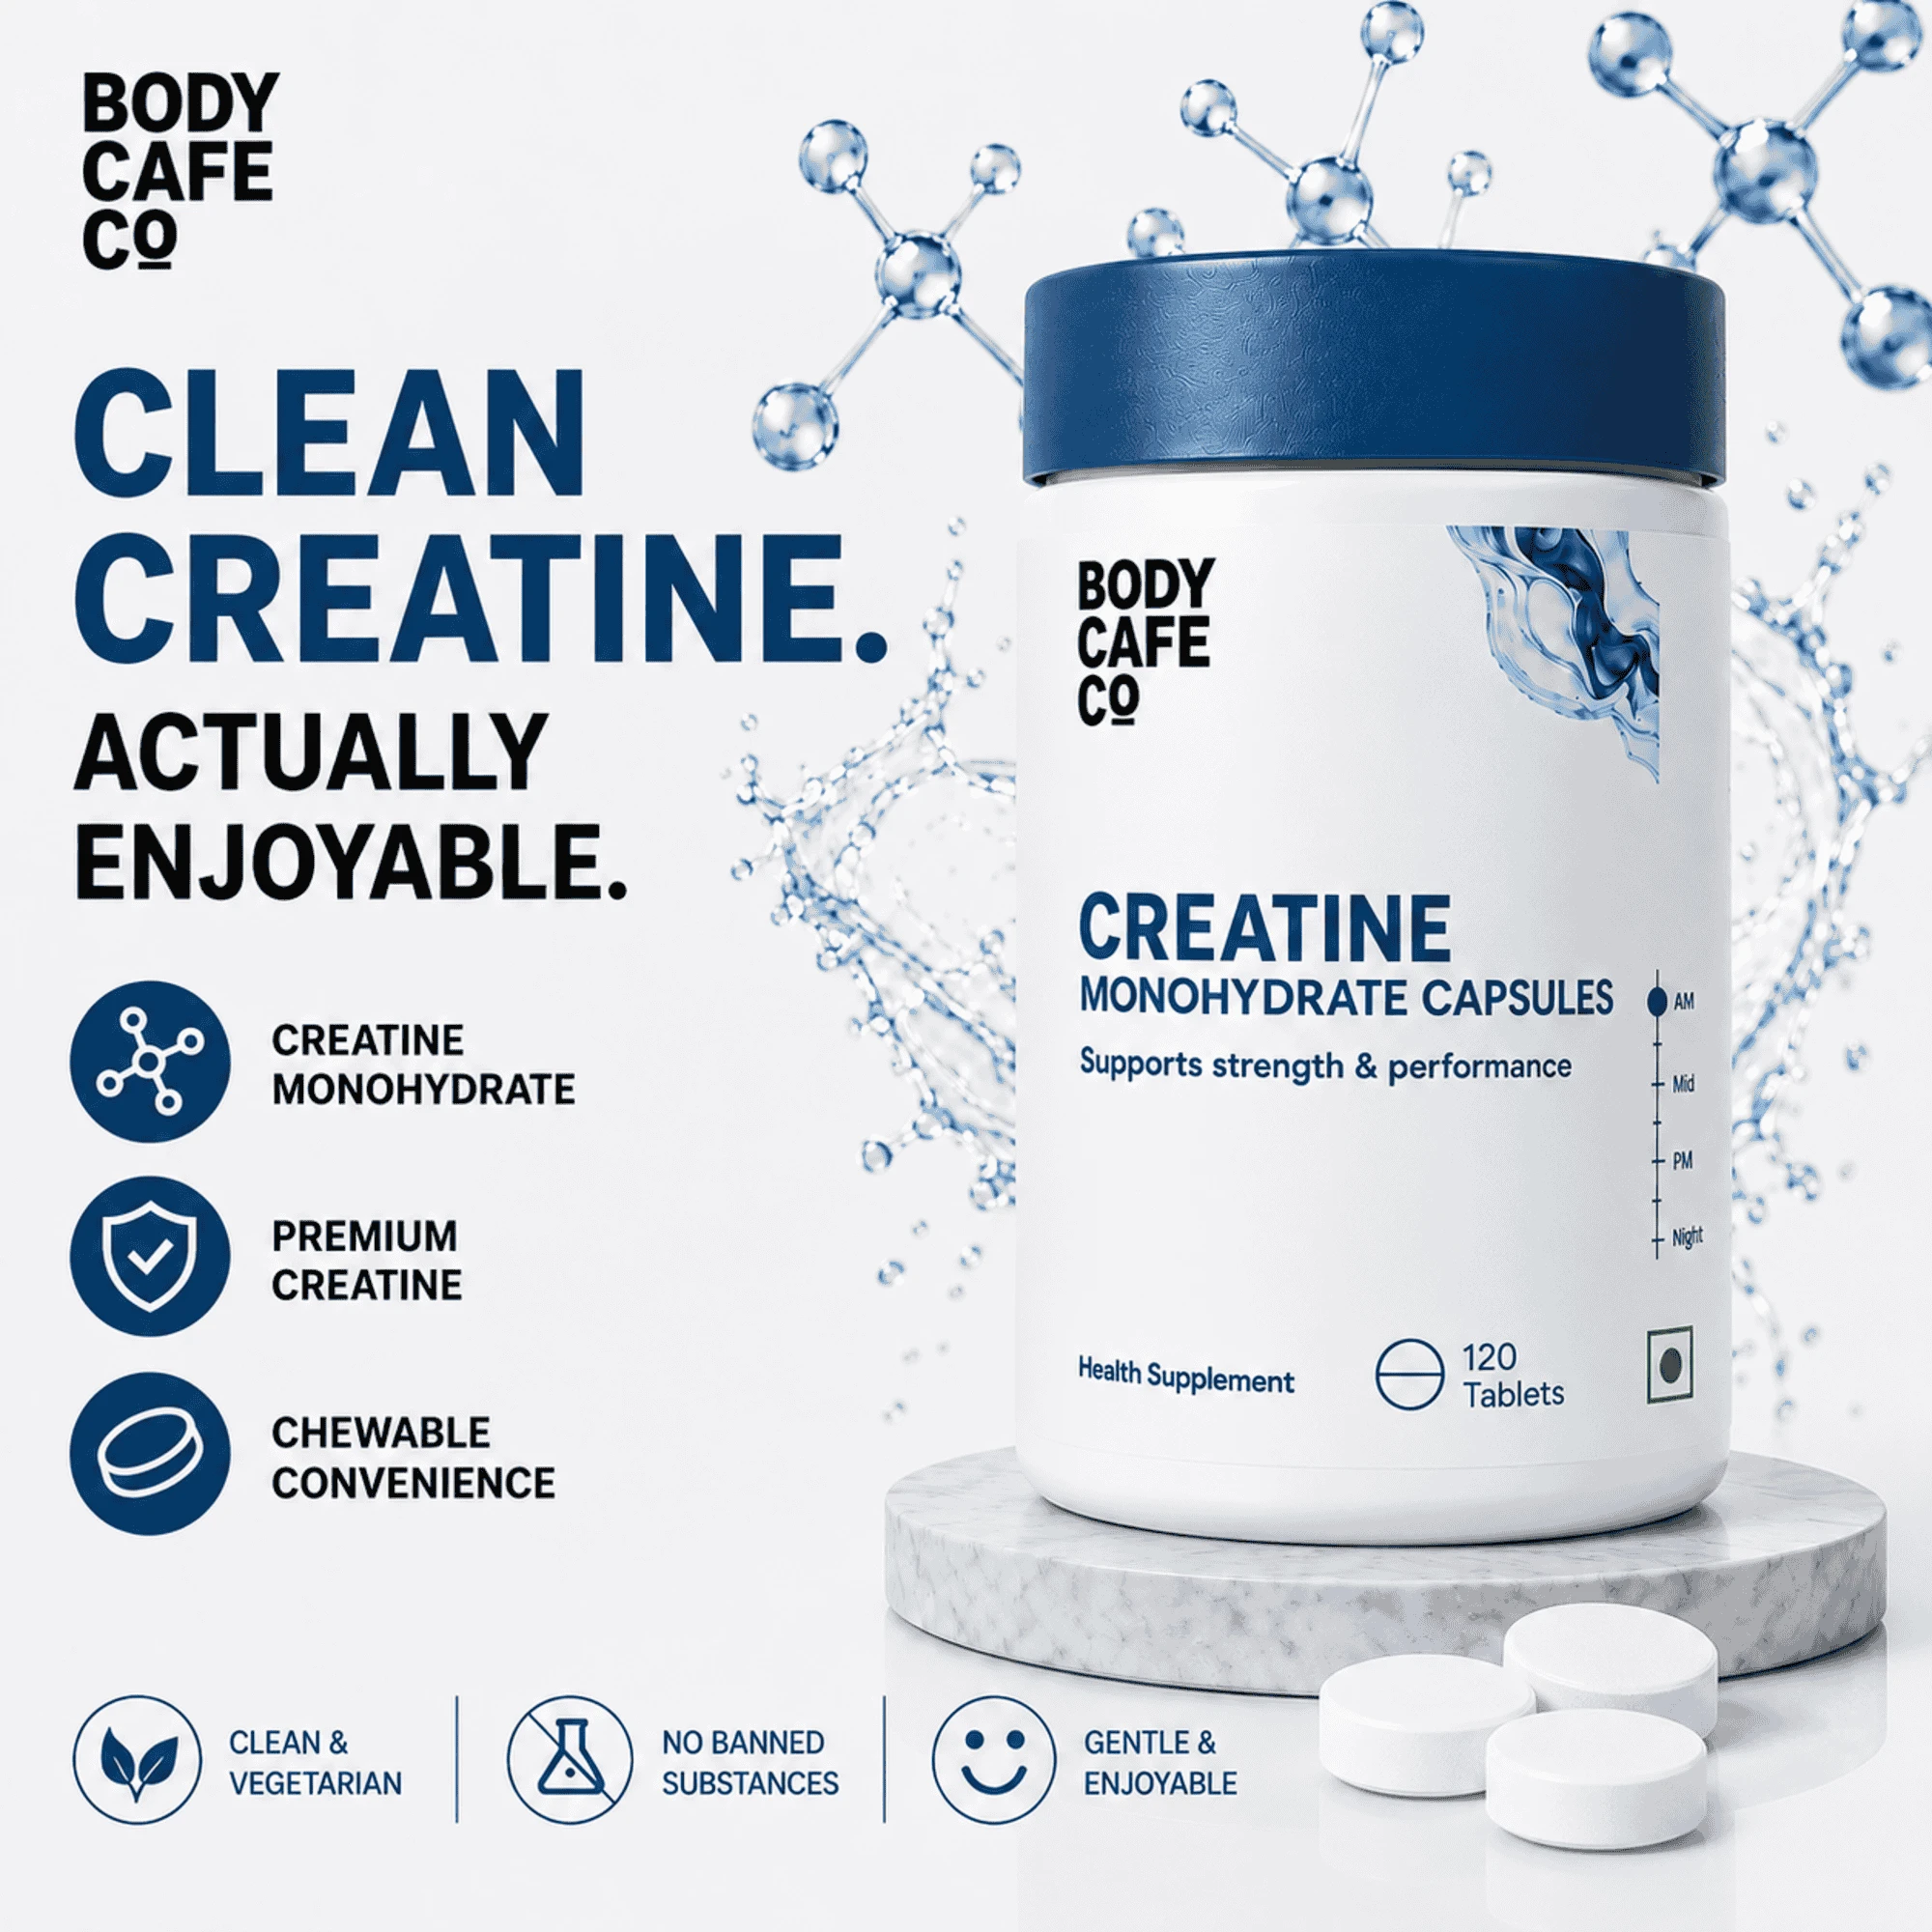 BODY
CAFE
CO
CLEAN
CREATINE.
ACTUALLY
ENJOYABLE.
CREATINE
MONOHYDRATE
PREMIUM
CREATINE
CHEWABLE
CONVENIENCE
CLEAN &
VEGETARIAN
NO BANNED
SUBSTANCES
GENTLE &
ENJOYABLE
BODY
CAFE
CO
CREATINE
MONOHYDRATE CAPSULES
Supports strength & performance
AM
Mid
PM
Night
Health Supplement
120
Tablets